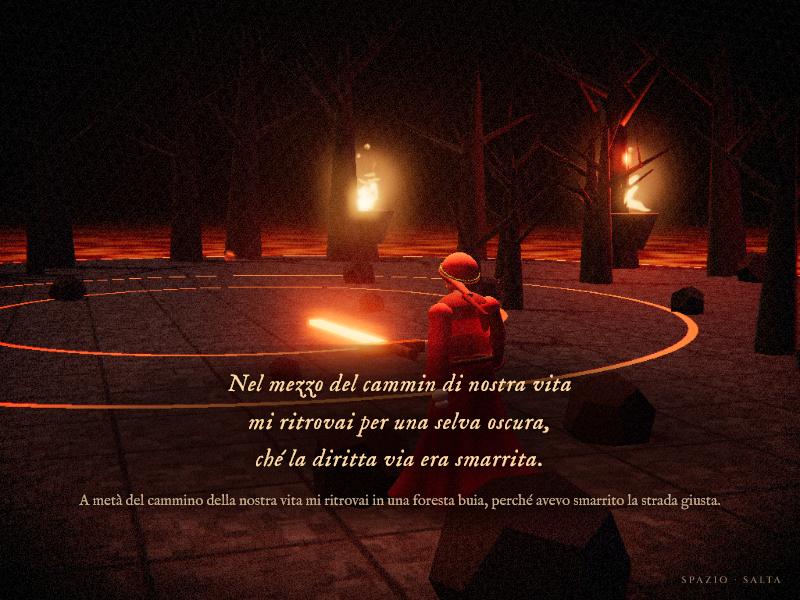 Nel mezzo del cammin di nostra vita
mi ritrovai per una selva oscura,
ché la diritta via era smarrita.
A metà del cammino della nostra vita mi ritrovai in una foresta buia, perché avevo smarrito la strada giusta.
SPAZIO · SALTA